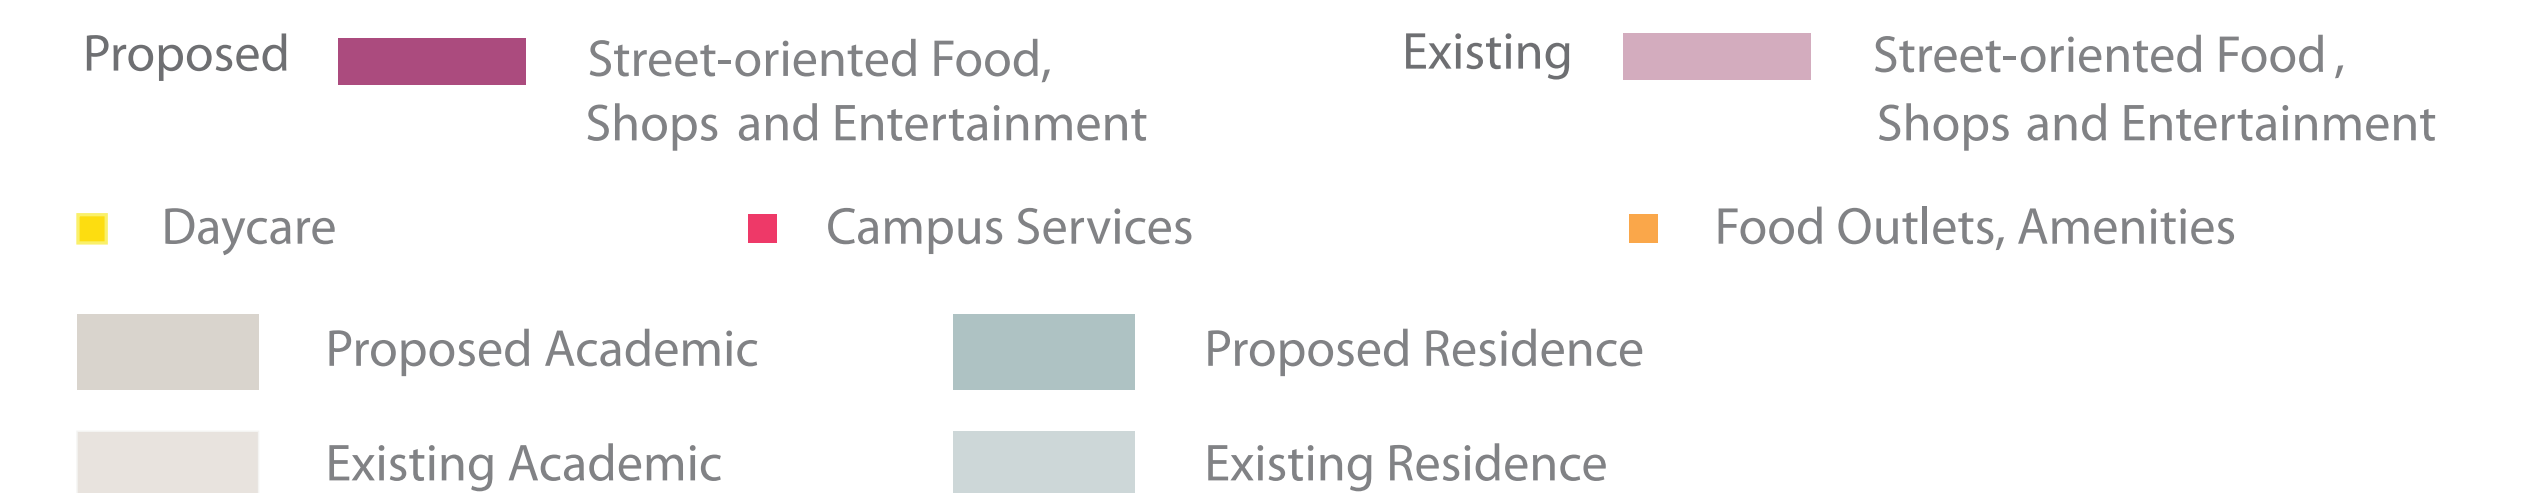 Proposed Street-oriented Food, Existing Street-oriented Food ,
Shops and Entertainment Shops and Entertainment
Daycare Campus Services Food Outlets, Amenities
Proposed Academic Proposed Residence
Existing Academic Existing Residence